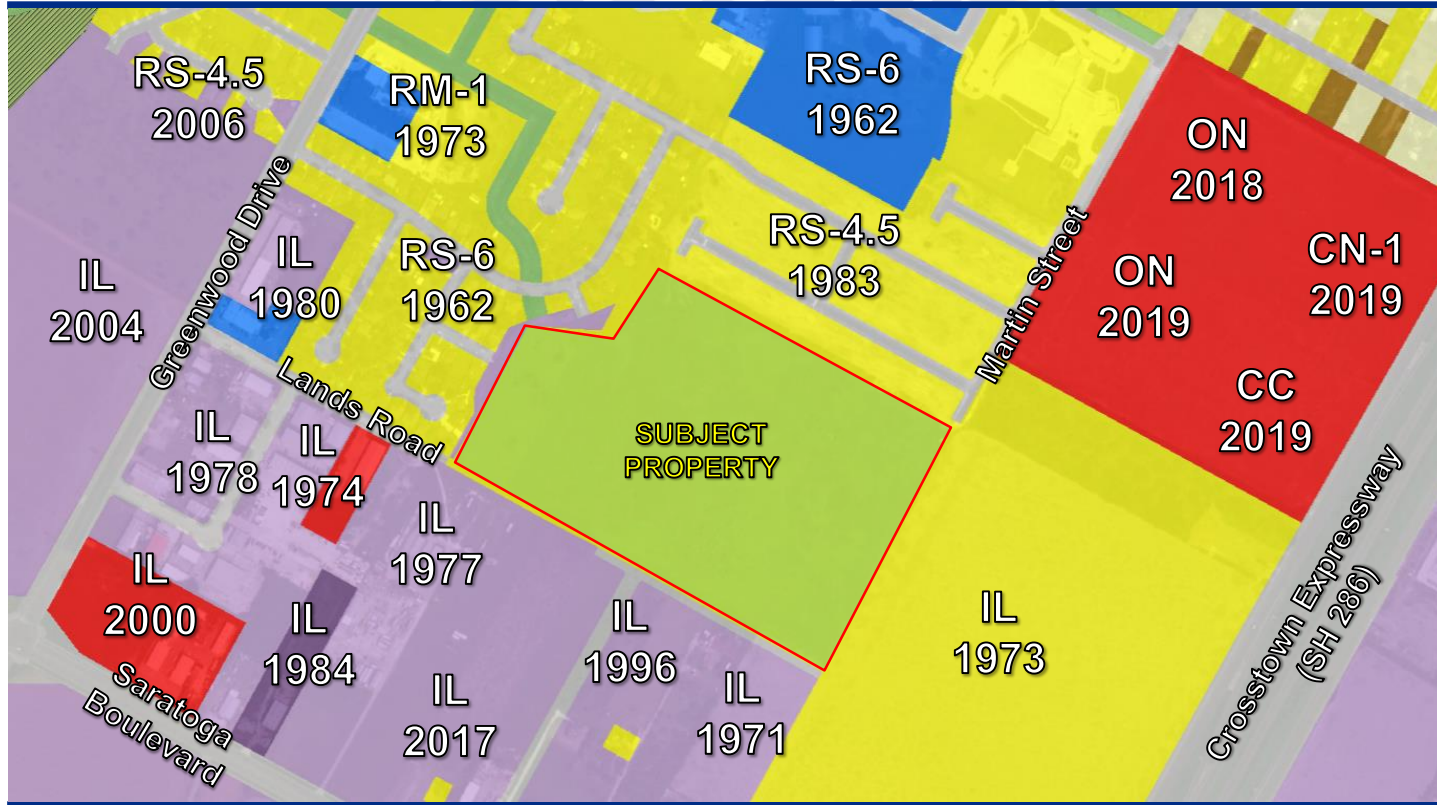 RS-4.5
2006
RM-1
1973
RS-6
1962
ON
2018
Greenwood Drive
IL
1980
RS-6
1962
RS-4.5
1983
Martin Street
ON
2019
CN-1
2019
IL
2004
Lands Road
CC
2019
IL
1978
IL
1974
SUBJECT
PROPERTY
IL
1977
Crosstown Expressway
(SH 286)
IL
2000
IL
1984
IL
1996
IL
1973
Saratoga
Boulevard
IL
2017
IL
1971